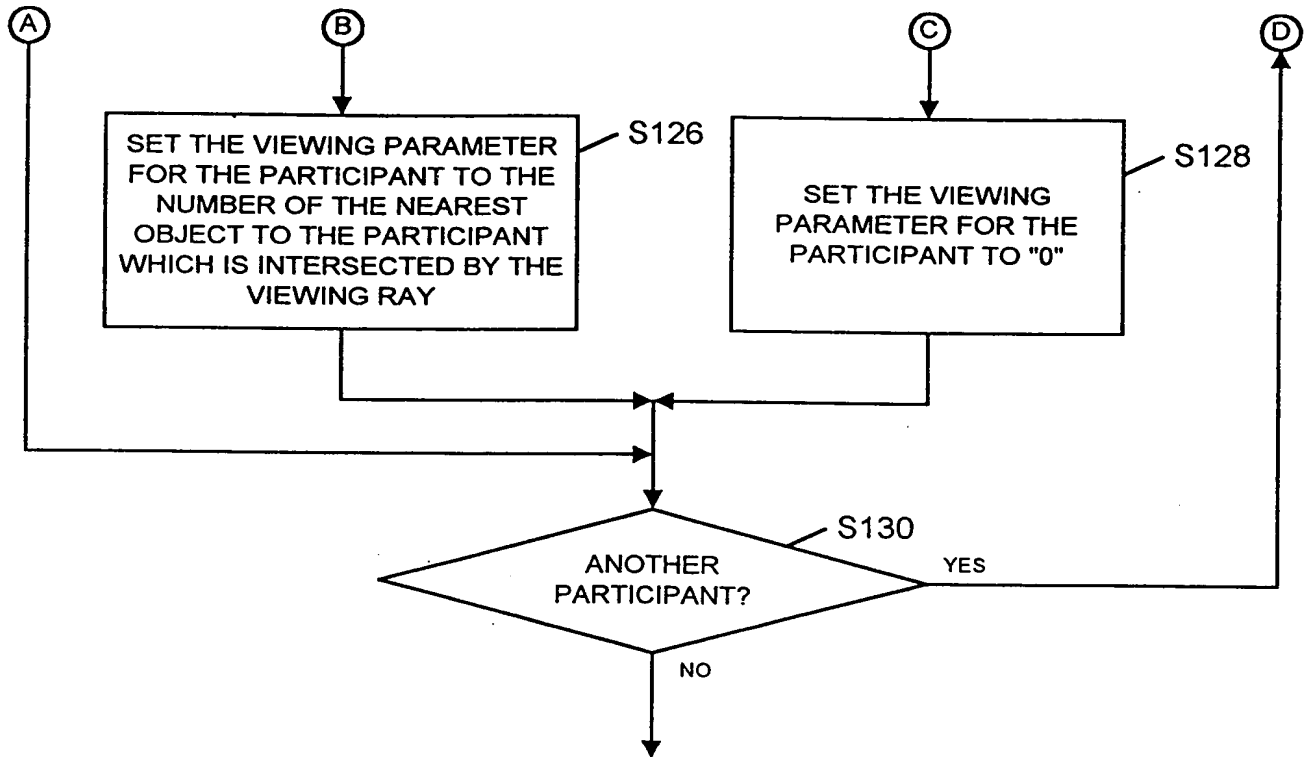 A
B
C
D
SET THE VIEWING PARAMETER
FOR THE PARTICIPANT TO THE
NUMBER OF THE NEAREST
OBJECT TO THE PARTICIPANT
WHICH IS INTERSECTED BY THE
VIEWING RAY
S126
SET THE VIEWING
PARAMETER FOR THE
PARTICIPANT TO "0"
S128
S130
ANOTHER
PARTICIPANT?
YES
NO